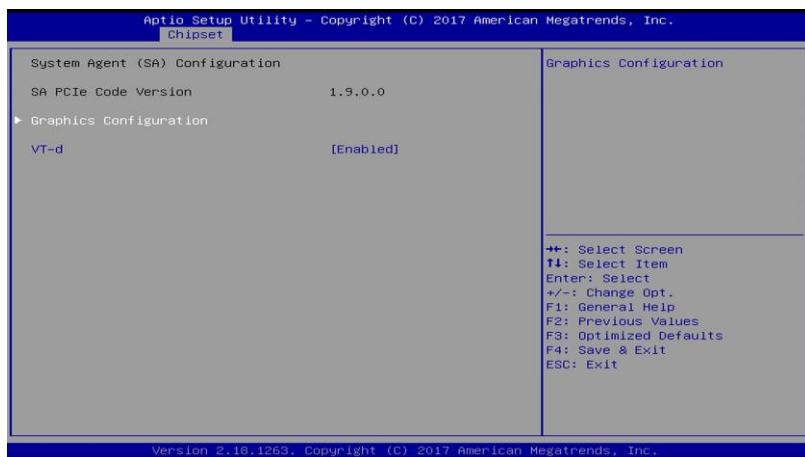 Aptio Setup Utility – Copyright (C) 2017 American Megatrends, Inc.
Chipset
System Agent (SA) Configuration
SA PCIe Code Version 1.9.0.0
Graphics Configuration
VT-d [Enabled]
Graphics Configuration
→←: Select Screen
↑↓: Select Item
Enter: Select
+/-: Change Opt.
F1: General Help
F2: Previous Values
F3: Optimized Defaults
F4: Save & Exit
ESC: Exit
Version 2.18.1263. Copyright (C) 2017 American Megatrends, Inc.